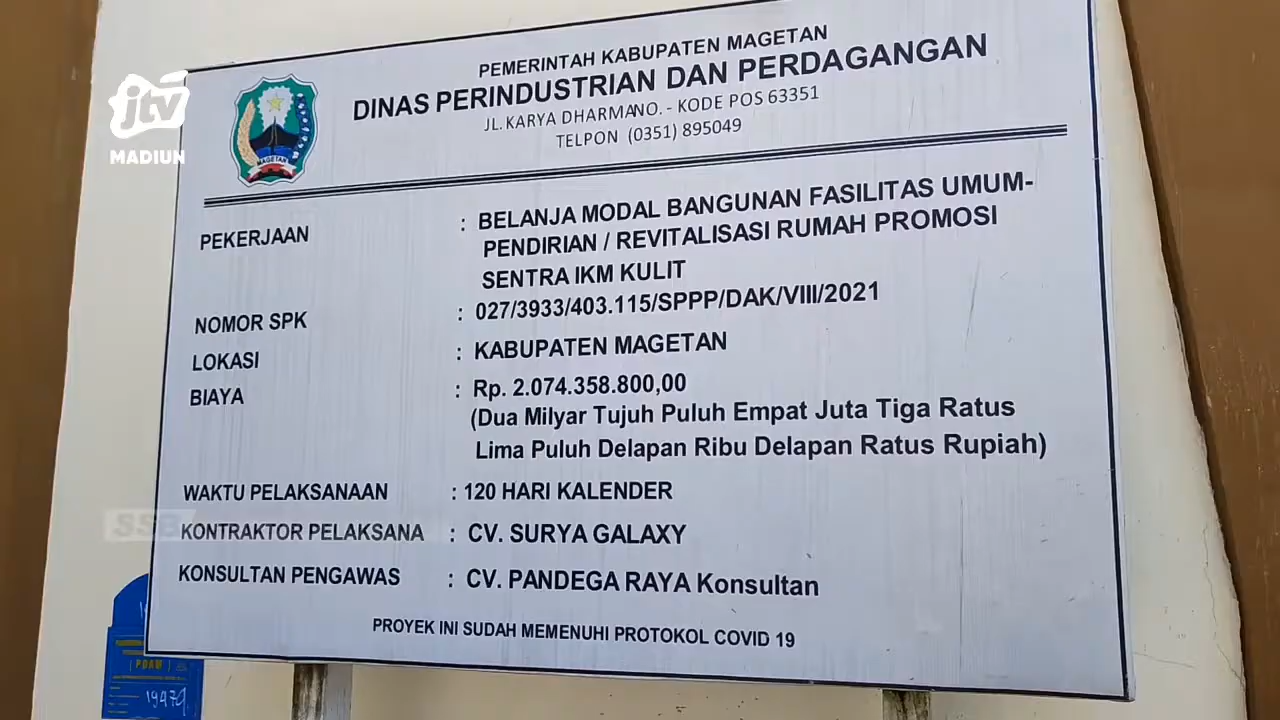 jtv
MADIUN
PEMERINTAH KABUPATEN MAGETAN
DINAS PERINDUSTRIAN DAN PERDAGANGAN
JL. KARYA DHARMA NO. - KODE POS 63351
TELPON (0351) 895049
MAGETAN
PEKERJAAN : BELANJA MODAL BANGUNAN FASILITAS UMUM-
PENDIRIAN / REVITALISASI RUMAH PROMOSI
SENTRA IKM KULIT
NOMOR SPK : 027/3933/403.115/SPPP/DAK/VIII/2021
LOKASI : KABUPATEN MAGETAN
BIAYA : Rp. 2.074.358.800,00
(Dua Milyar Tujuh Puluh Empat Juta Tiga Ratus
Lima Puluh Delapan Ribu Delapan Ratus Rupiah)
WAKTU PELAKSANAAN : 120 HARI KALENDER
KONTRAKTOR PELAKSANA : CV. SURYA GALAXY
KONSULTAN PENGAWAS : CV. PANDEGA RAYA Konsultan
PROYEK INI SUDAH MEMENUHI PROTOKOL COVID 19
PDAM